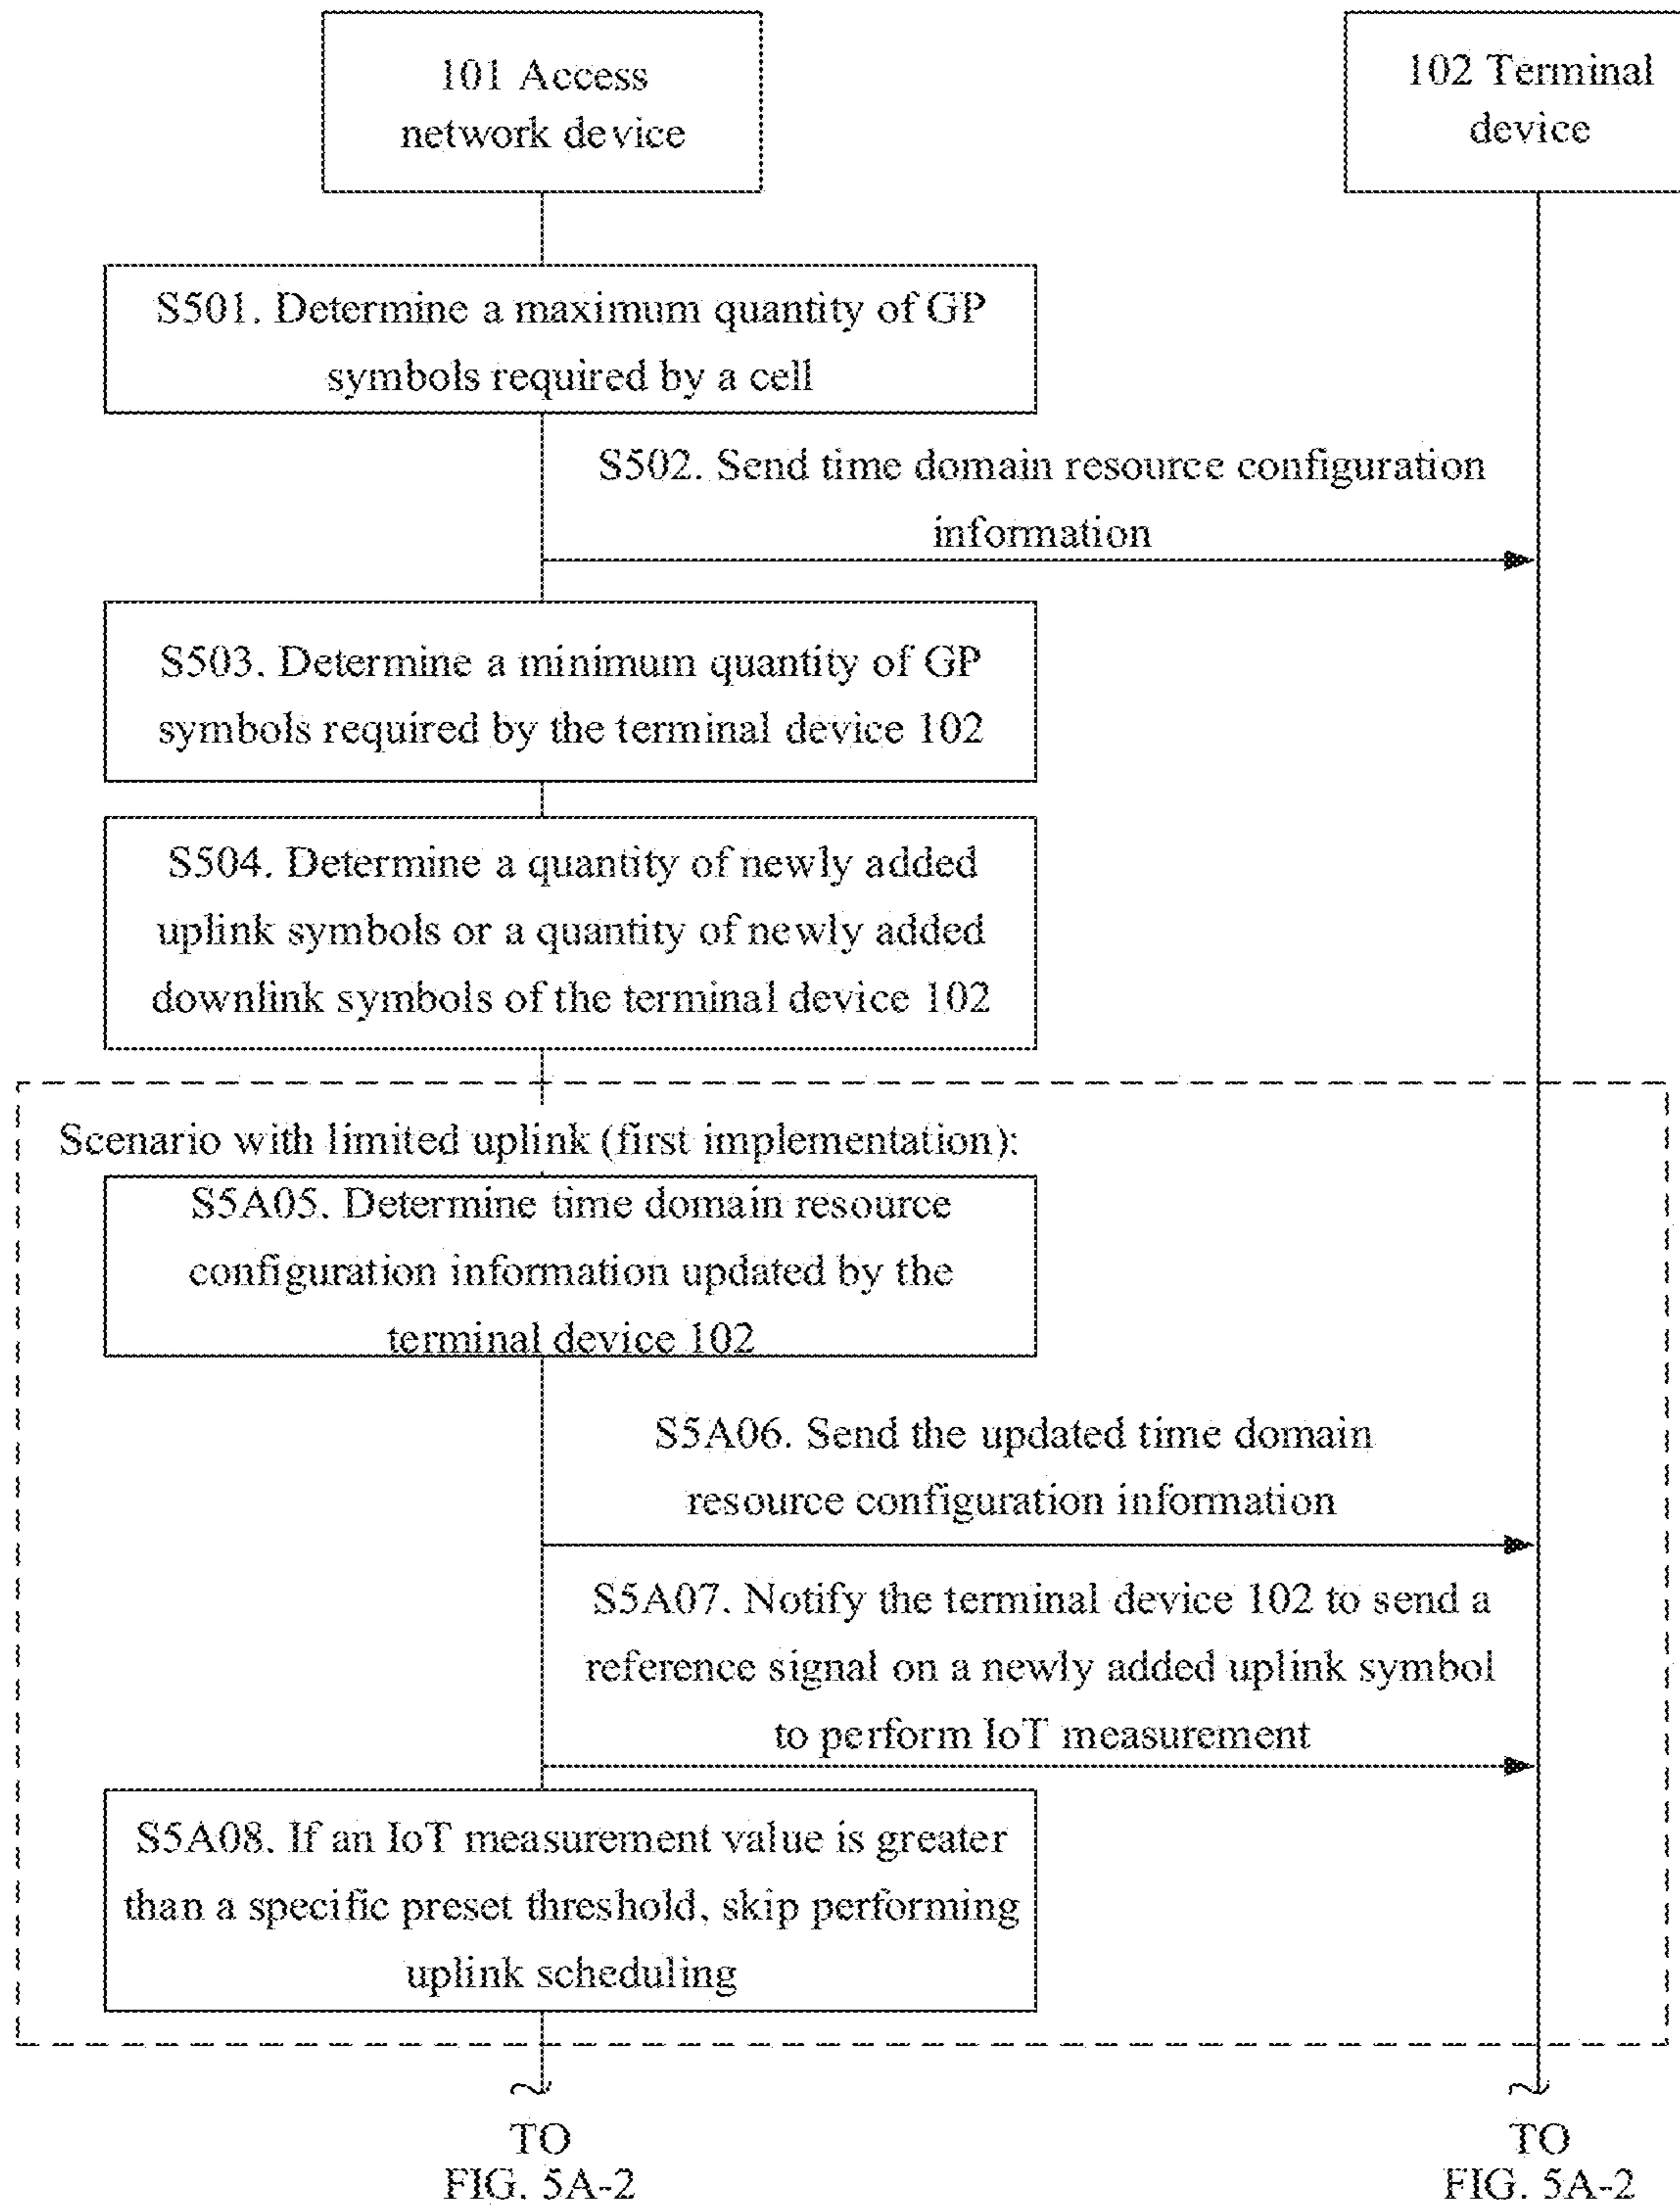 101 Access
network device
102 Terminal
device
S501. Determine a maximum quantity of GP
symbols required by a cell
S502. Send time domain resource configuration
information
S503. Determine a minimum quantity of GP
symbols required by the terminal device 102
S504. Determine a quantity of newly added
uplink symbols or a quantity of newly added
downlink symbols of the terminal device 102
Scenario with limited uplink (first implementation):
S5A05. Determine time domain resource
configuration information updated by the
terminal device 102
S5A06. Send the updated time domain
resource configuration information
S5A07. Notify the terminal device 102 to send a
reference signal on a newly added uplink symbol
to perform IoT measurement
S5A08. If an IoT measurement value is greater
than a specific preset threshold, skip performing
uplink scheduling
TO
FIG. 5A-2
TO
FIG. 5A-2